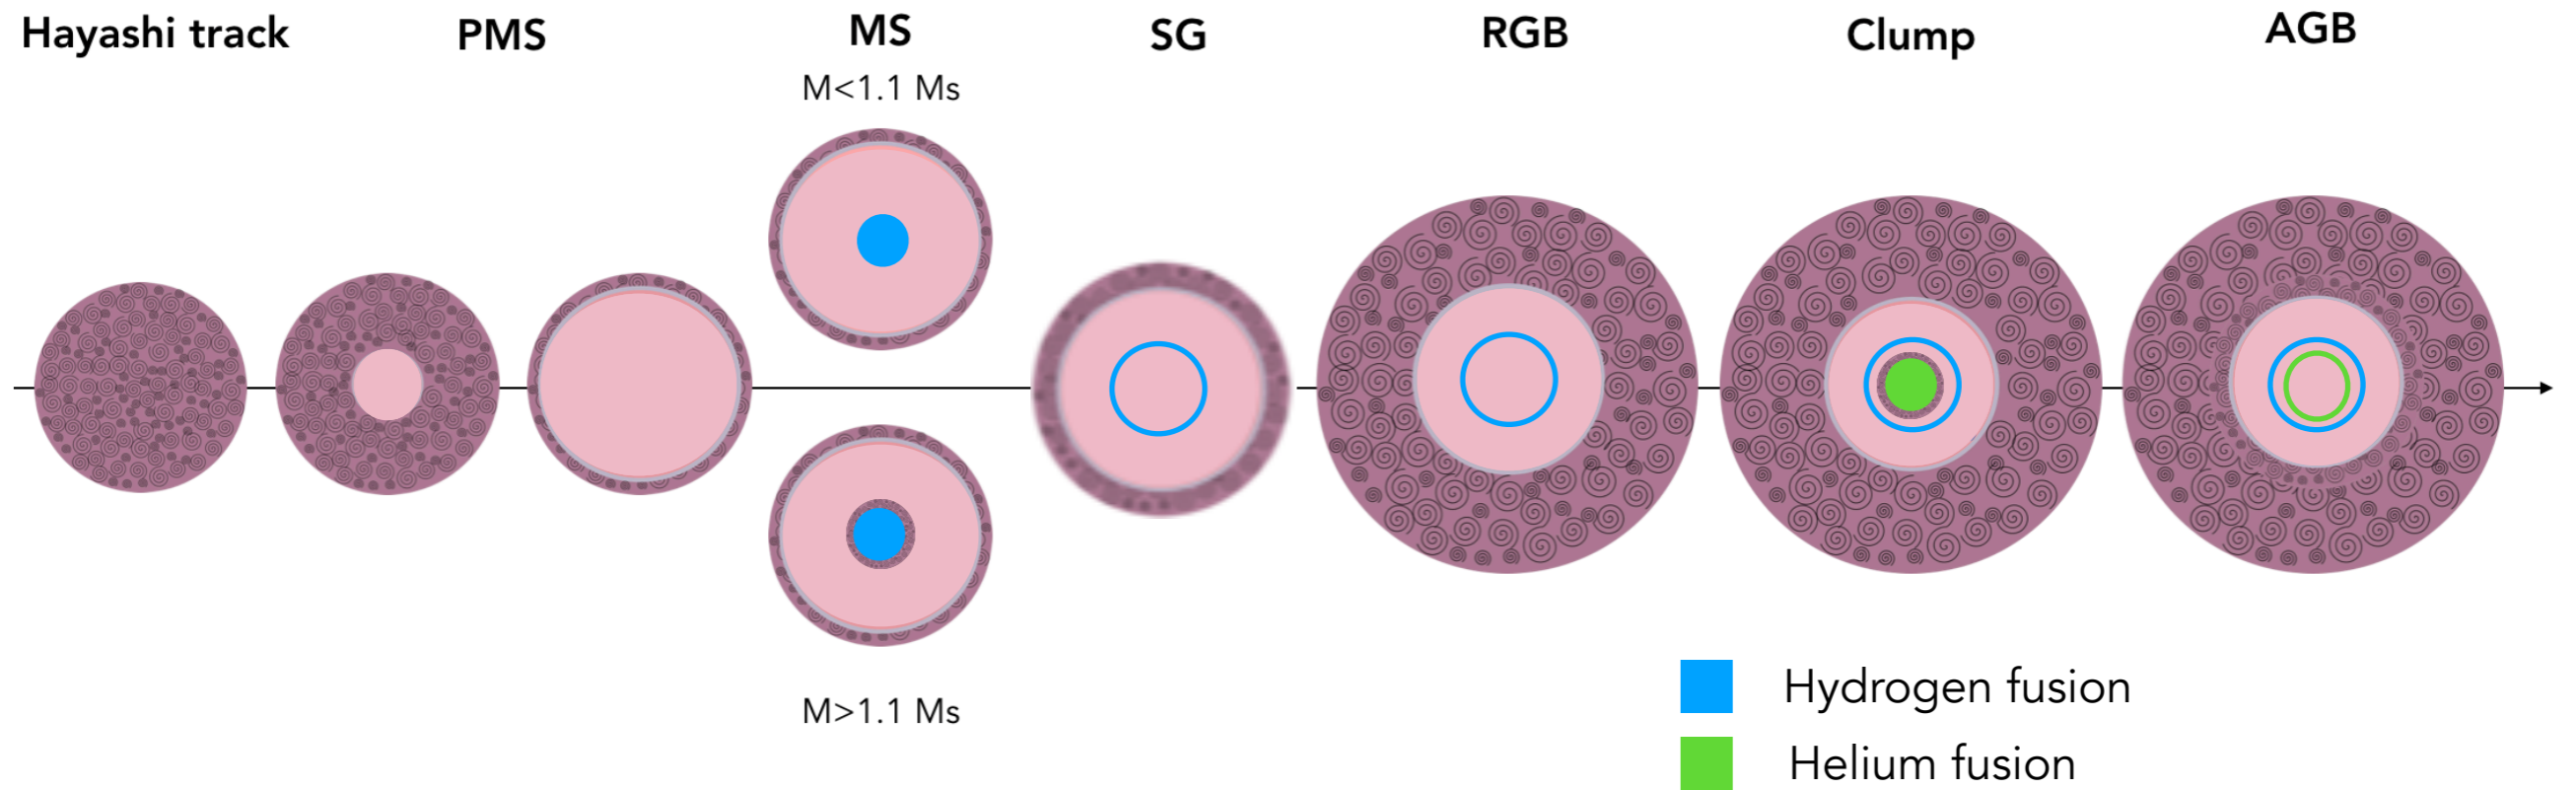 Hayashi track
PMS
MS
SG
RGB
Clump
AGB
M<1.1 Ms
M>1.1 Ms
Hydrogen fusion
Helium fusion